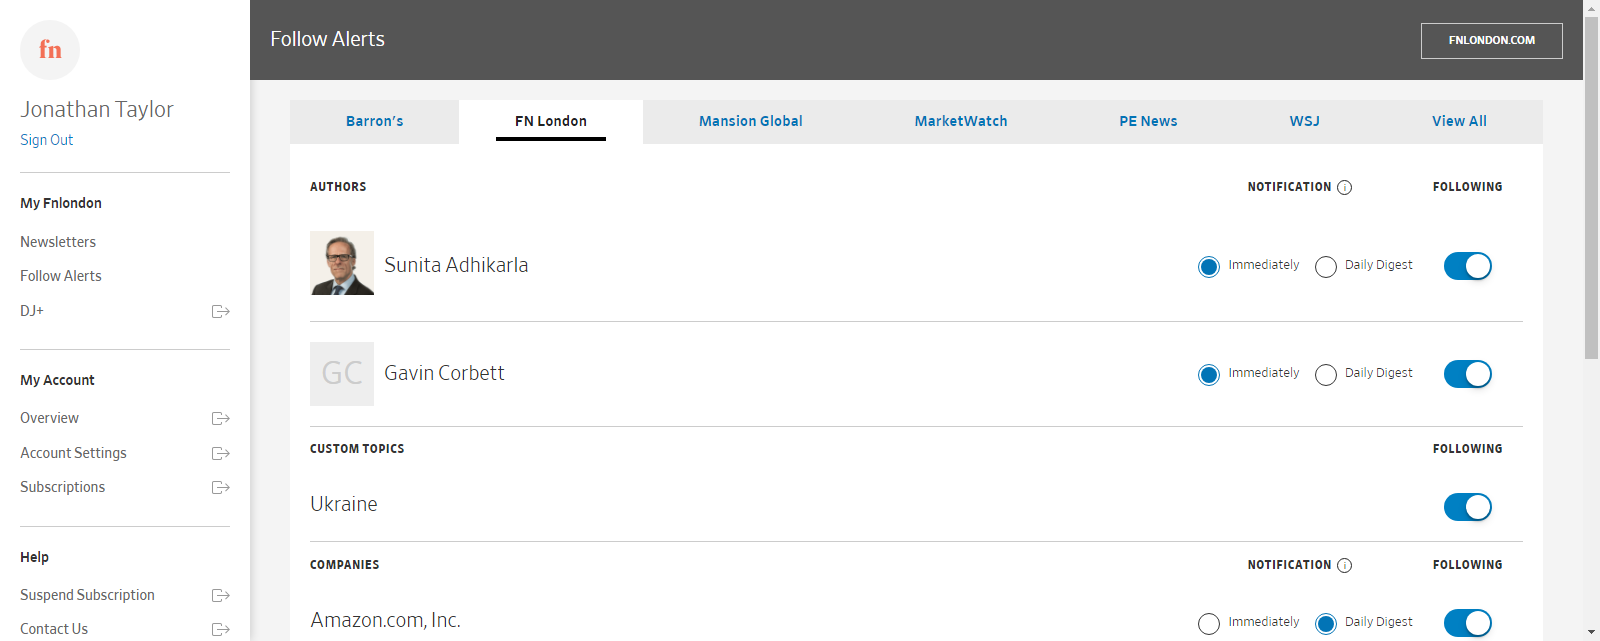 fn
Jonathan Taylor
Sign Out
My Fnlondon
Newsletters
Follow Alerts
DJ+
My Account
Overview
Account Settings
Subscriptions
Help
Suspend Subscription
Contact Us
Follow Alerts
FNLONDON.COM
Barron's FN London Mansion Global MarketWatch PE News WSJ View All
AUTHORS NOTIFICATION i FOLLOWING
Sunita Adhikarla Immediately Daily Digest
GC Gavin Corbett Immediately Daily Digest
CUSTOM TOPICS FOLLOWING
Ukraine
COMPANIES NOTIFICATION i FOLLOWING
Amazon.com, Inc. Immediately Daily Digest